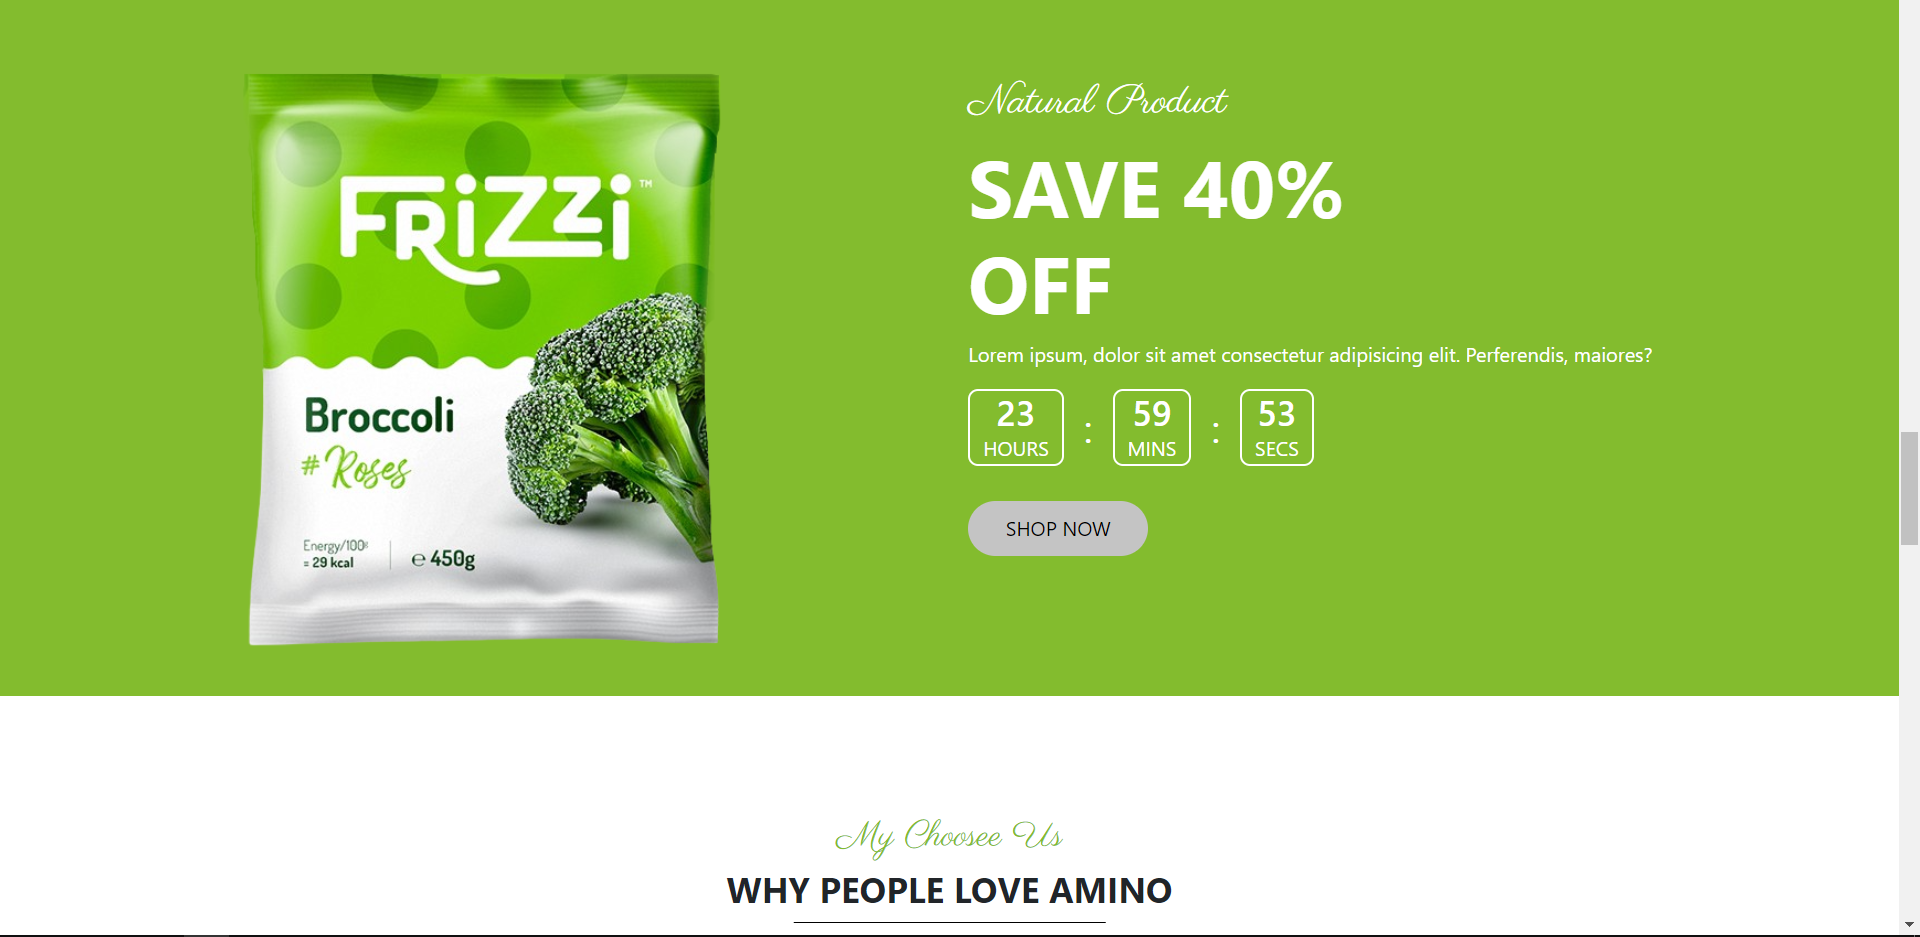 FRiZZi™
Broccoli
# Roses
Energy/100g
= 29 kcal
℮ 450g
Natural Product
SAVE 40%
OFF
Lorem ipsum, dolor sit amet consectetur adipisicing elit. Perferendis, maiores?
23 : 59 : 53
HOURS MINS SECS
SHOP NOW
My Choosee Us
WHY PEOPLE LOVE AMINO